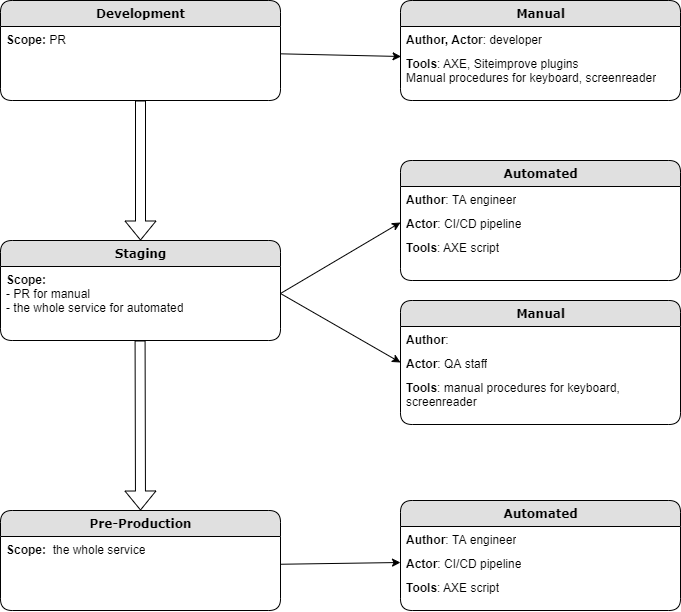 Development
Scope: PR
Manual
Author, Actor: developer
Tools: AXE, Siteimprove plugins
Manual procedures for keyboard, screenreader
Automated
Author: TA engineer
Actor: CI/CD pipeline
Tools: AXE script
Staging
Scope:
- PR for manual
- the whole service for automated
Manual
Author:
Actor: QA staff
Tools: manual procedures for keyboard,
screenreader
Pre-Production
Scope:  the whole service
Automated
Author: TA engineer
Actor: CI/CD pipeline
Tools: AXE script